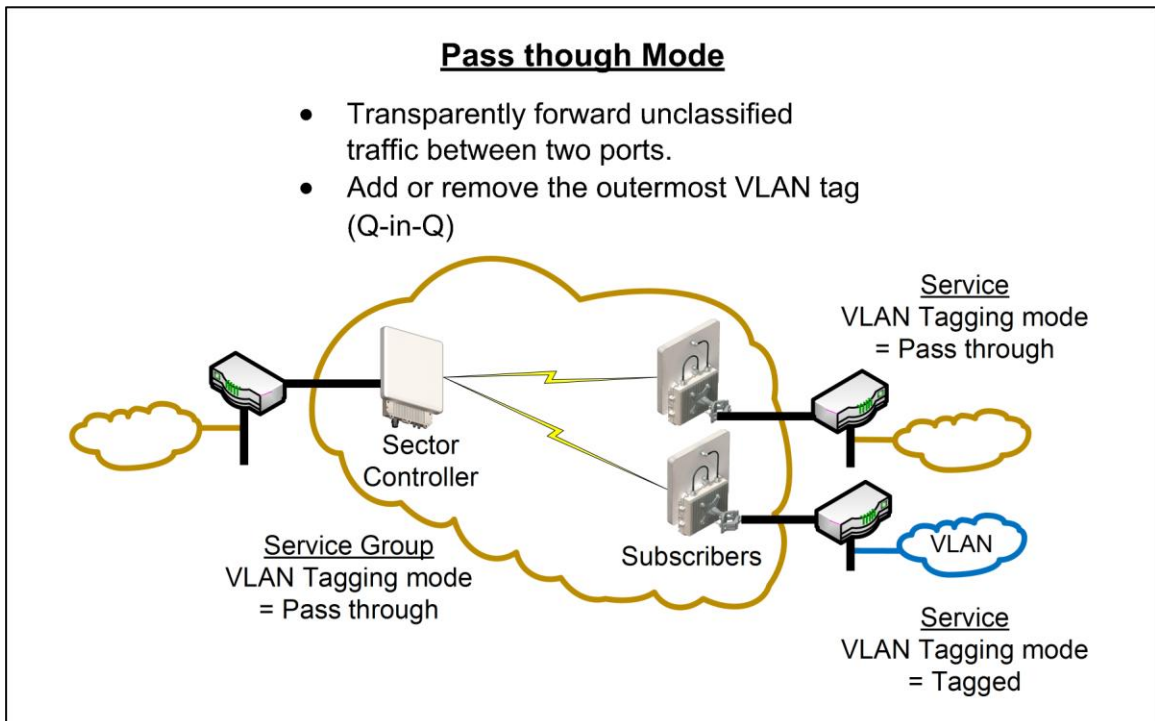 Pass though Mode
• Transparently forward unclassified
traffic between two ports.
• Add or remove the outermost VLAN tag
(Q-in-Q)
Service
VLAN Tagging mode
= Pass through
Sector
Controller
Service Group
VLAN Tagging mode
= Pass through
Subscribers
VLAN
Service
VLAN Tagging mode
= Tagged